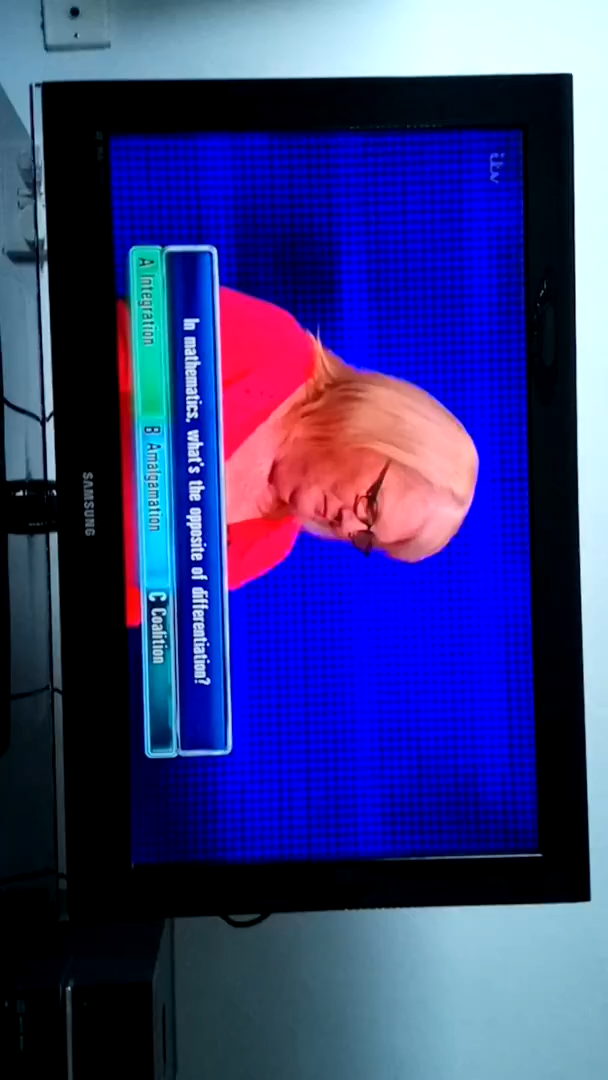 itv
In mathematics, what's the opposite of differentiation?
A Integration B Amalgamation C Coalition
SAMSUNG